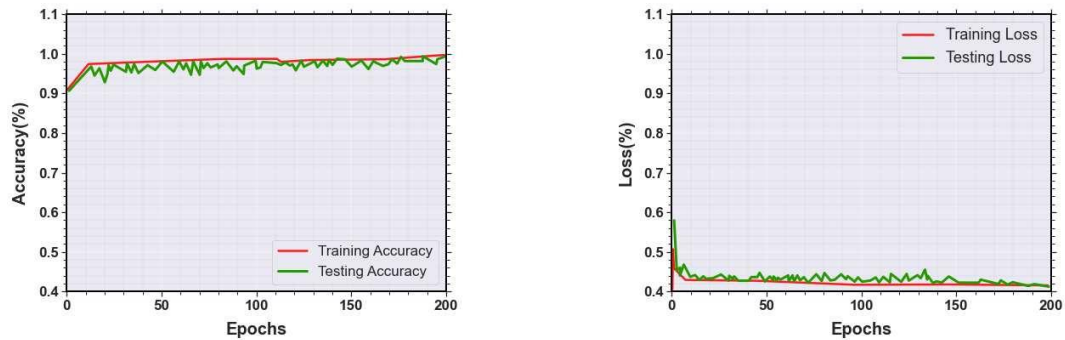 1.1
1.0
0.9
0.8
0.7
0.6
0.5
0.4
Accuracy(%)
Training Accuracy
Testing Accuracy
0 50 100 150 200
Epochs
1.1
1.0
0.9
0.8
0.7
0.6
0.5
0.4
Loss(%)
Training Loss
Testing Loss
0 50 100 150 200
Epochs